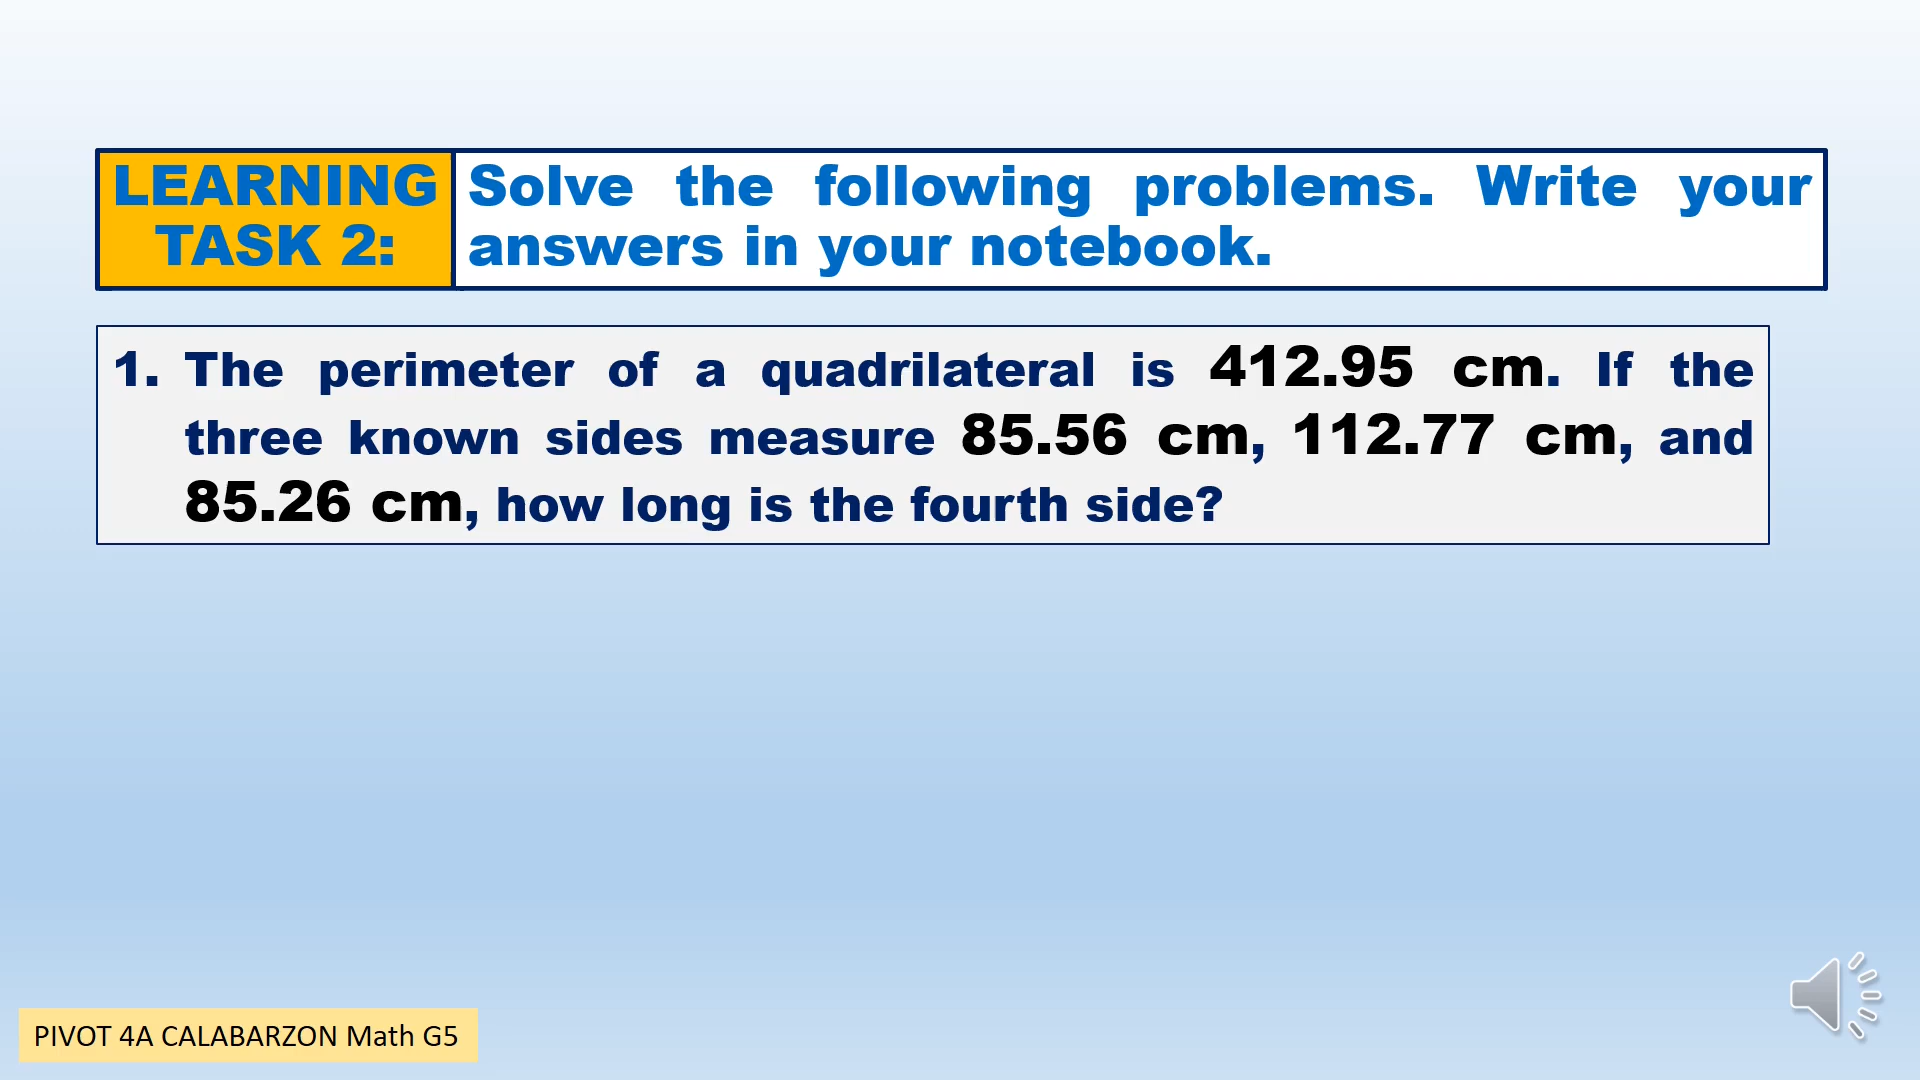 LEARNING
TASK 2:
Solve the following problems. Write your
answers in your notebook.
1. The perimeter of a quadrilateral is 412.95 cm. If the
three known sides measure 85.56 cm, 112.77 cm, and
85.26 cm, how long is the fourth side?
PIVOT 4A CALABARZON Math G5